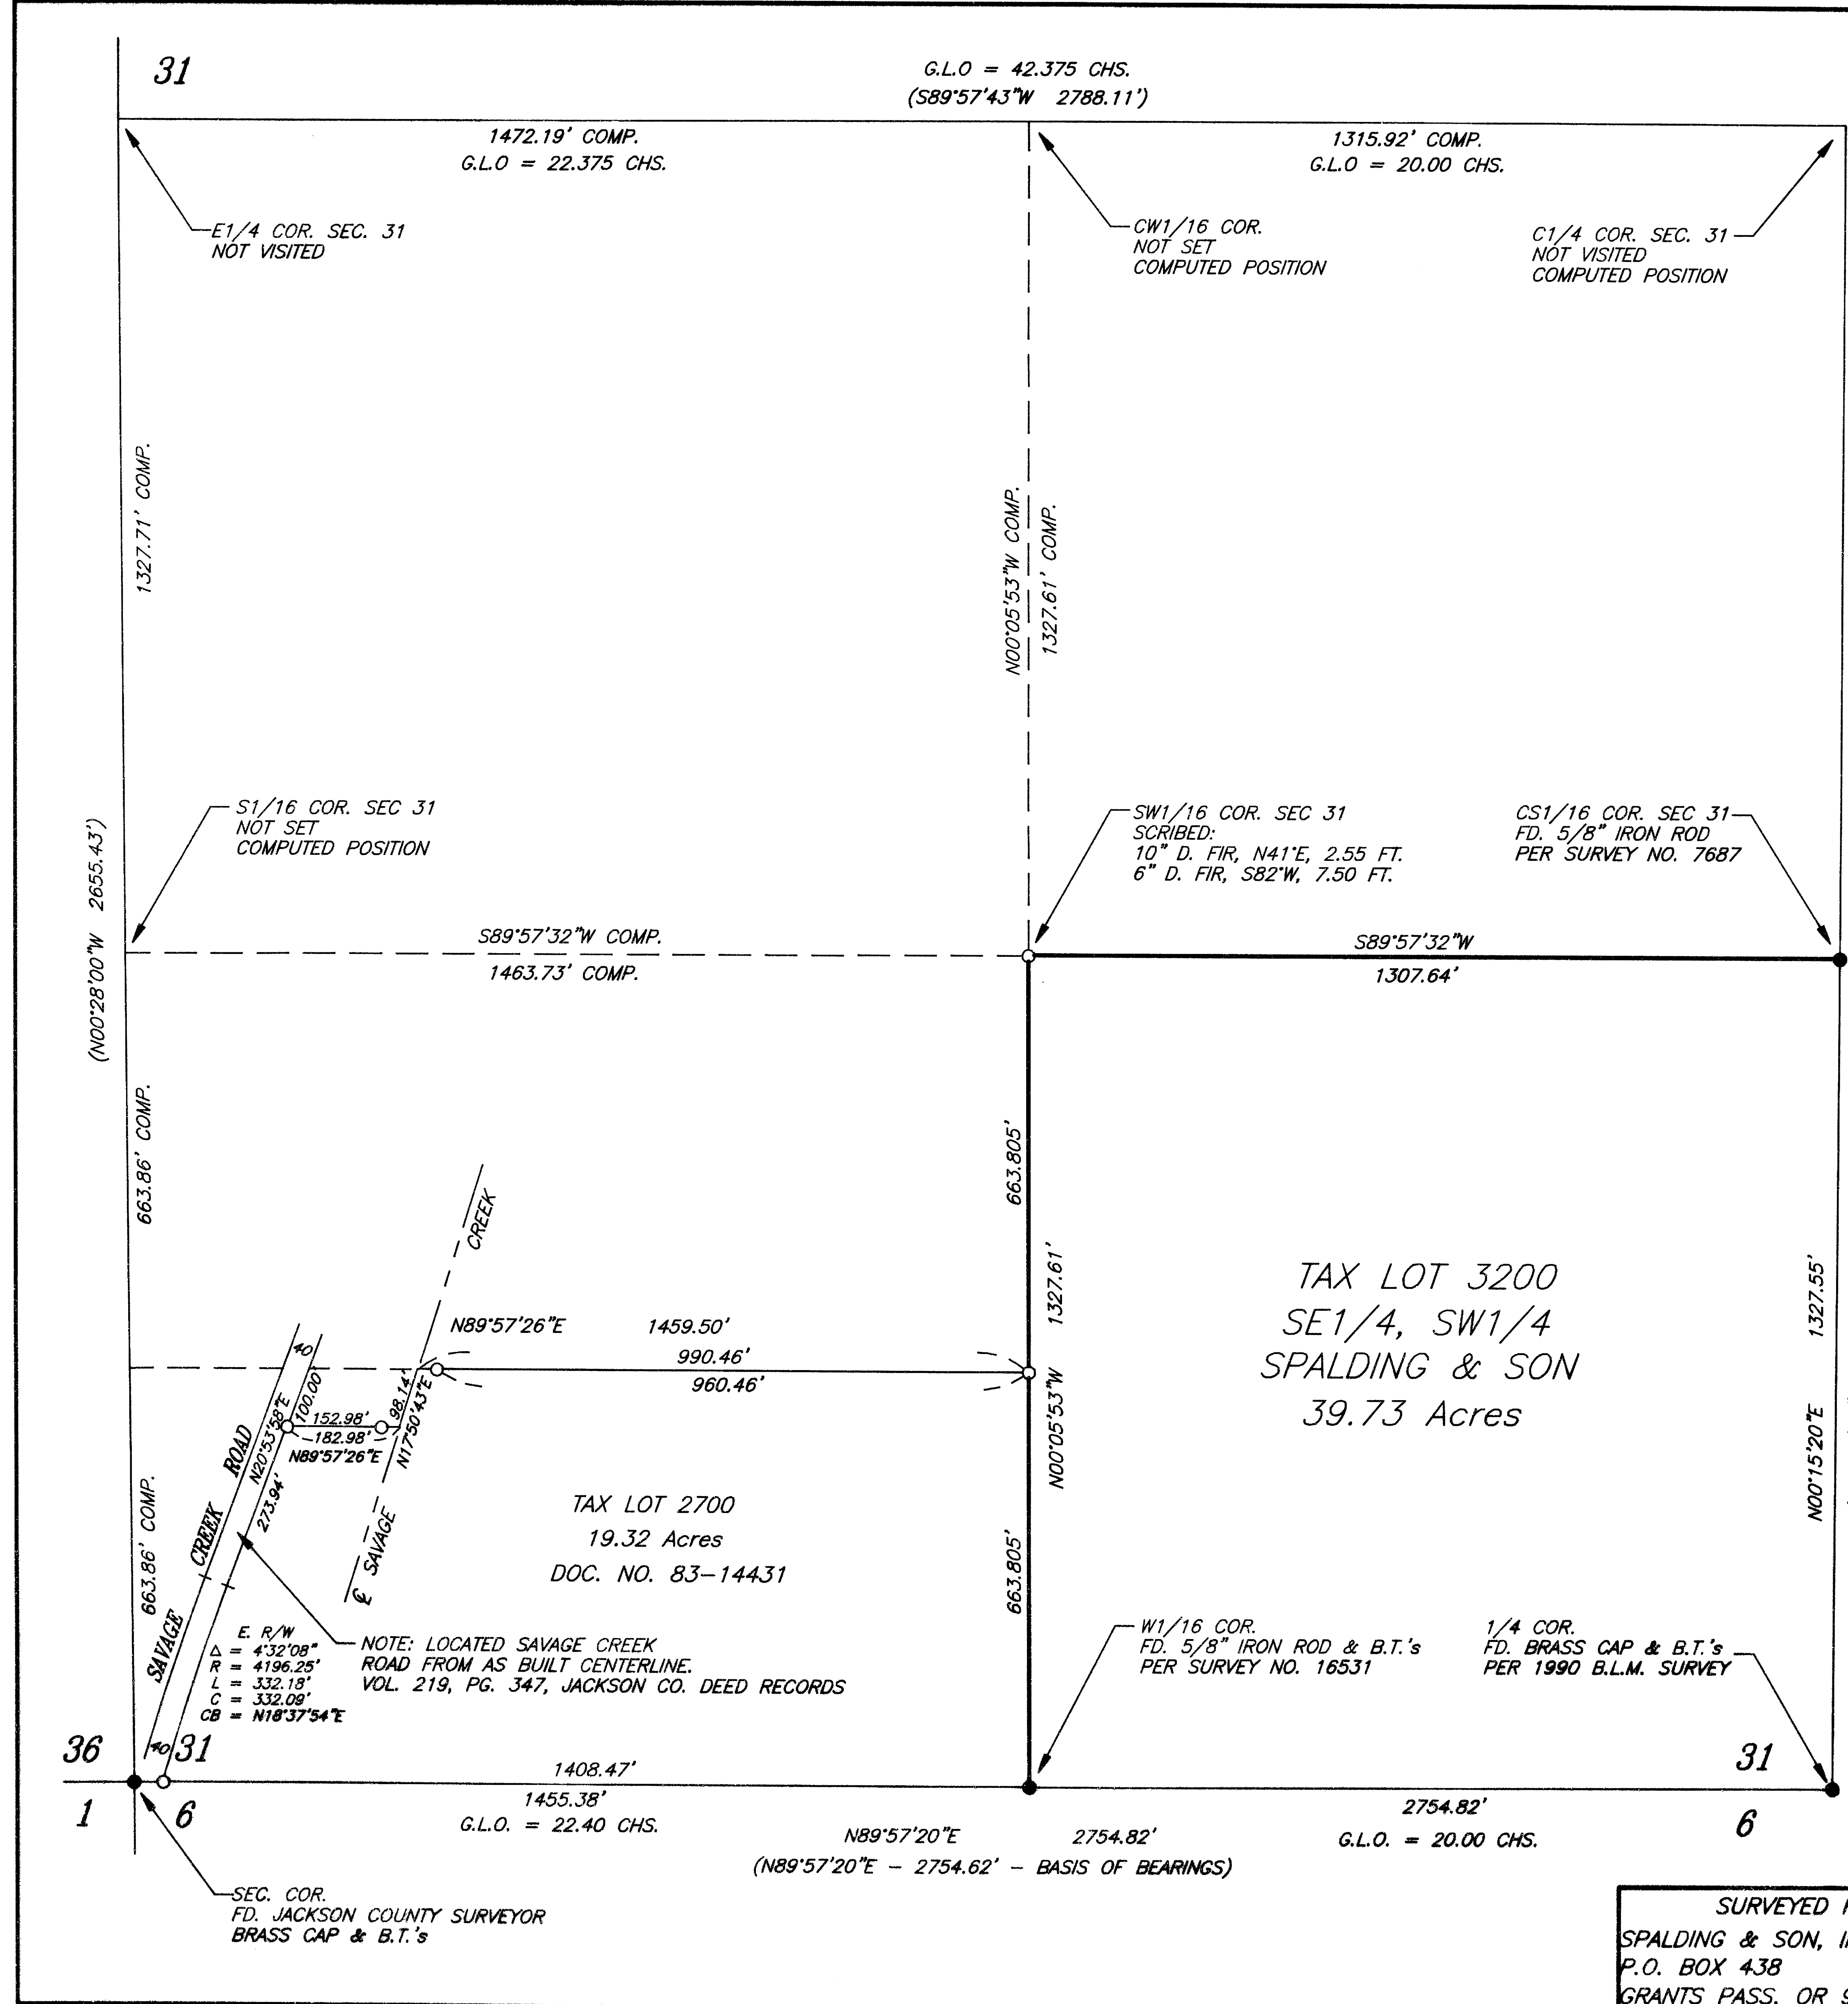 31
G.L.O = 42.375 CHS.
(S89°57'43"W 2788.11')
1472.19' COMP.
G.L.O = 22.375 CHS.
1315.92' COMP.
G.L.O = 20.00 CHS.
E1/4 COR. SEC. 31
NOT VISITED
CW1/16 COR.
NOT SET
COMPUTED POSITION
C1/4 COR. SEC. 31
NOT VISITED
COMPUTED POSITION
1327.71' COMP.
N00°05'53"W COMP.
1327.61' COMP.
(N00°28'00"W 2655.43')
S1/16 COR. SEC 31
NOT SET
COMPUTED POSITION
SW1/16 COR. SEC 31
SCRIBED:
10" D. FIR, N41°E, 2.55 FT.
6" D. FIR, S82°W, 7.50 FT.
CS1/16 COR. SEC 31
FD. 5/8" IRON ROD
PER SURVEY NO. 7687
S89°57'32"W COMP.
1463.73' COMP.
S89°57'32"W
1307.64'
663.86' COMP.
663.805'
1327.61'
N00°05'53"W
1327.55'
N00°15'20"E
TAX LOT 3200
SE1/4, SW1/4
SPALDING & SON
39.73 Acres
CREEK
N89°57'26"E 1459.50'
990.46'
960.46'
40
100.00'
N20°53'58"E
152.98'
182.98'
N89°57'26"E
98.14'
N17°50'43"E
273.94'
SAVAGE CREEK ROAD
℄ SAVAGE
663.86' COMP.
663.805'
TAX LOT 2700
19.32 Acres
DOC. NO. 83-14431
E. R/W
Δ = 4°32'08"
R = 4196.25'
L = 332.18'
C = 332.09'
CB = N18°37'54"E
NOTE: LOCATED SAVAGE CREEK
ROAD FROM AS BUILT CENTERLINE.
VOL. 219, PG. 347, JACKSON CO. DEED RECORDS
W1/16 COR.
FD. 5/8" IRON ROD & B.T.'s
PER SURVEY NO. 16531
1/4 COR.
FD. BRASS CAP & B.T.'s
PER 1990 B.L.M. SURVEY
36
40
31
31
1
6
6
1408.47'
1455.38'
G.L.O. = 22.40 CHS.
2754.82'
G.L.O. = 20.00 CHS.
N89°57'20"E 2754.82'
(N89°57'20"E - 2754.62' - BASIS OF BEARINGS)
SEC. COR.
FD. JACKSON COUNTY SURVEYOR
BRASS CAP & B.T.'s
SURVEYED
SPALDING & SON,
P.O. BOX 438
GRANTS PASS, OR